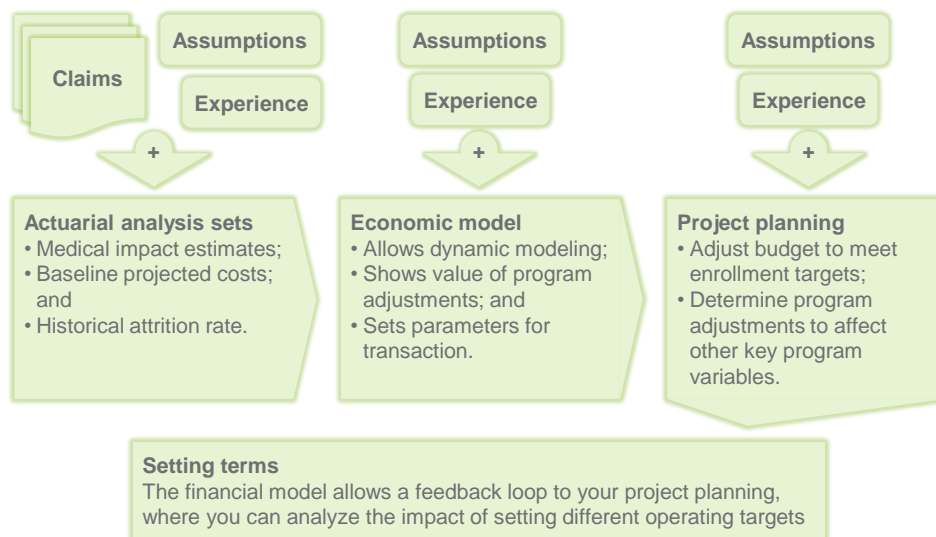 Claims
Assumptions
Experience
+
Assumptions
Experience
+
Assumptions
Experience
+
Actuarial analysis sets
• Medical impact estimates;
• Baseline projected costs;
and
• Historical attrition rate.
Economic model
• Allows dynamic modeling;
• Shows value of program
adjustments; and
• Sets parameters for
transaction.
Project planning
• Adjust budget to meet
enrollment targets;
• Determine program
adjustments to affect
other key program
variables.
Setting terms
The financial model allows a feedback loop to your project planning,
where you can analyze the impact of setting different operating targets